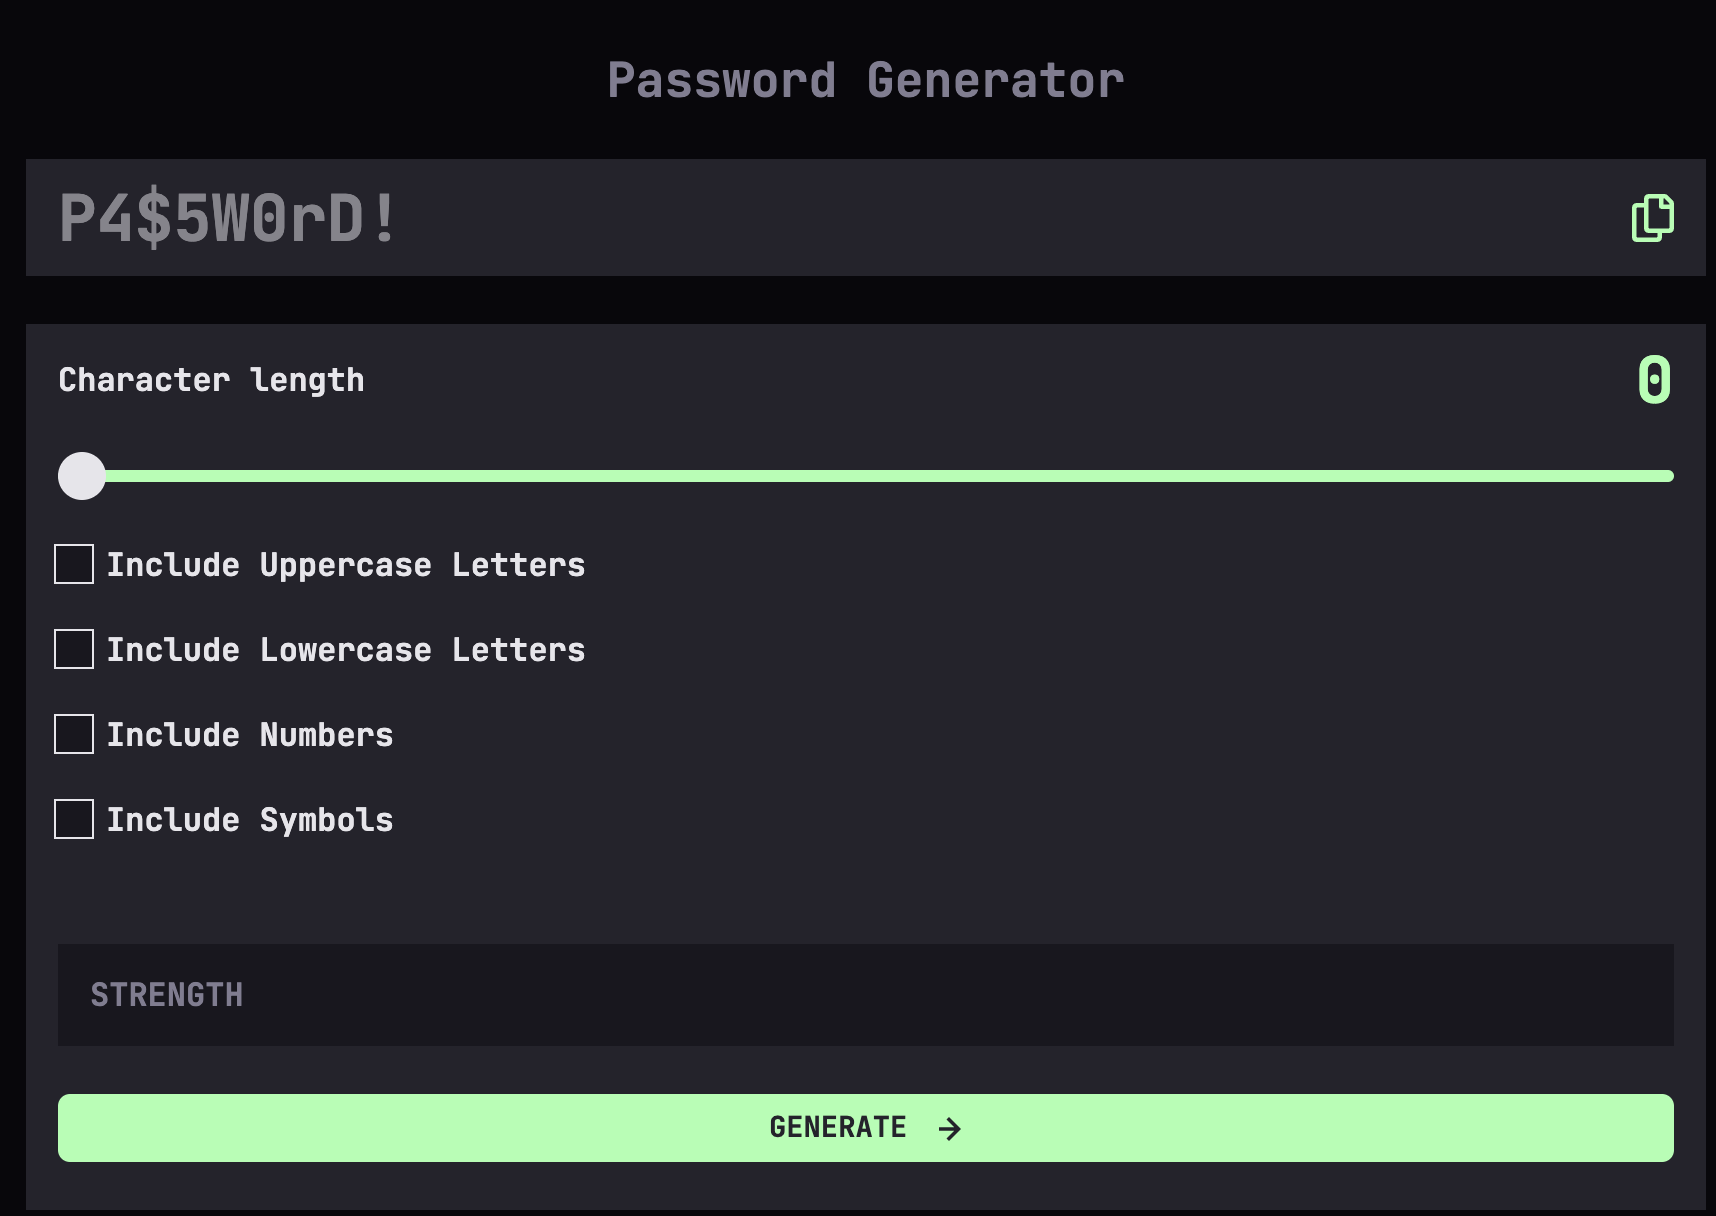 Password Generator
P4$5W0rD!
Character length
0
Include Uppercase Letters
Include Lowercase Letters
Include Numbers
Include Symbols
STRENGTH
GENERATE →